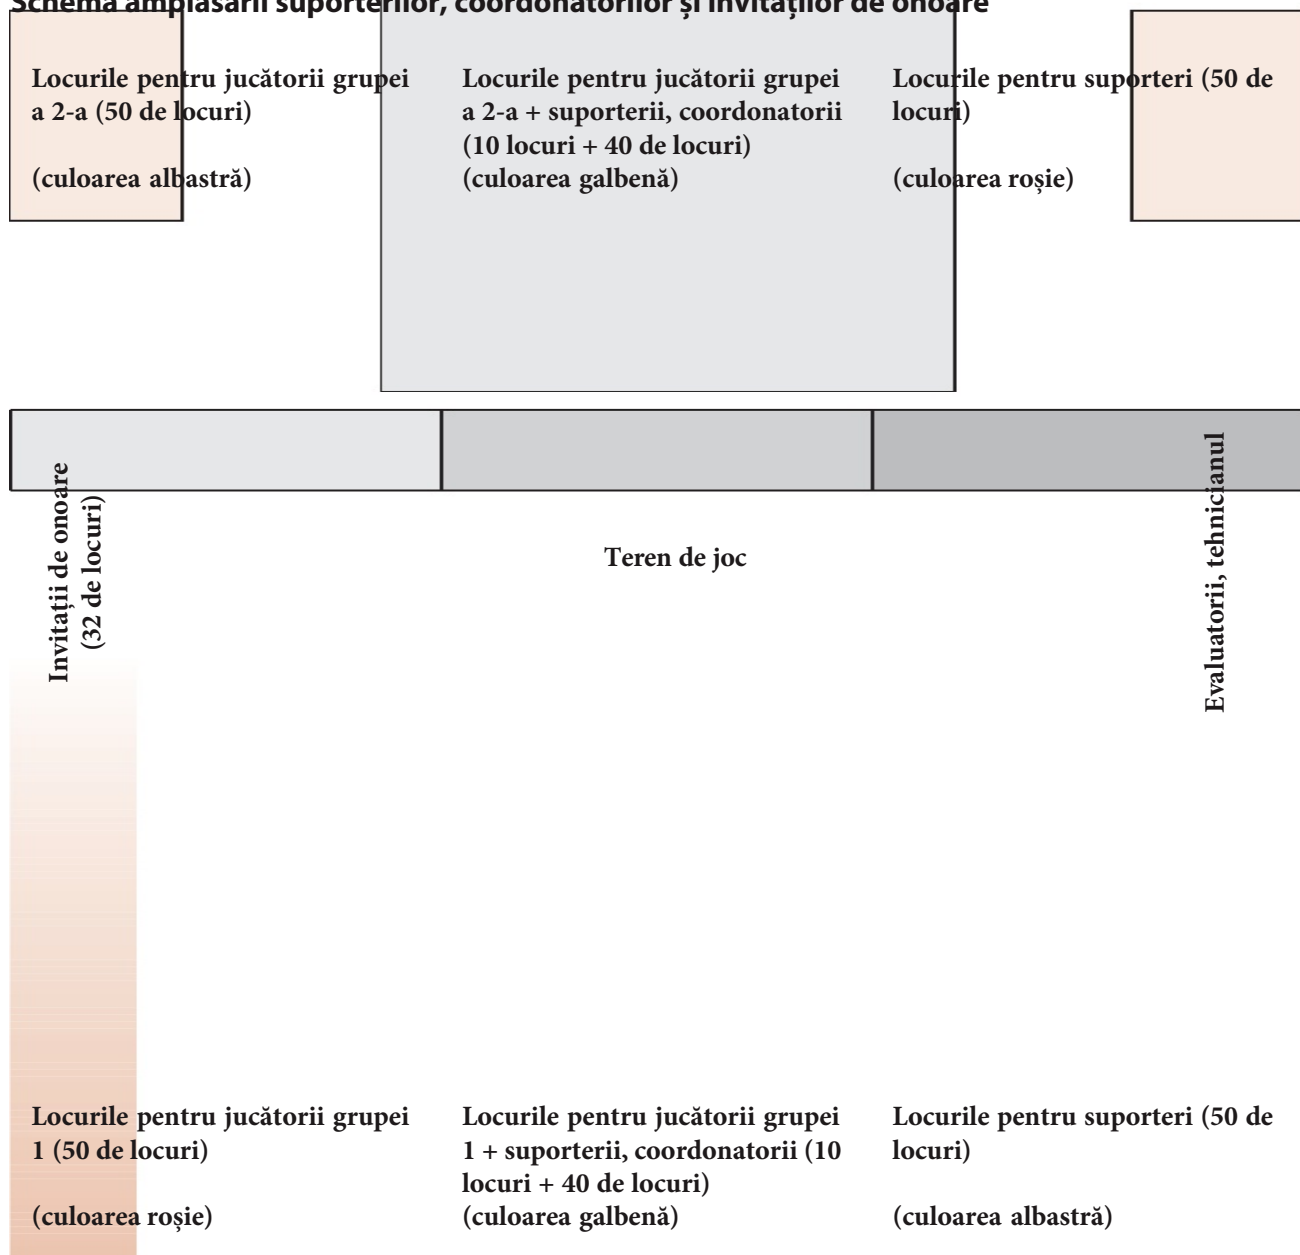 Schema amplasării suporterilor, coordonatorilor și invitaților de onoare
Locurile pentru jucătorii grupei
a 2-a (50 de locuri)
(culoarea albastră)
Locurile pentru jucătorii grupei
a 2-a + suporterii, coordonatorii
(10 locuri + 40 de locuri)
(culoarea galbenă)
Locurile pentru suporteri (50 de
locuri)
(culoarea roșie)
Invitații de onoare
(32 de locuri)
Teren de joc
Evaluatorii, tehnicianul
Locurile pentru jucătorii grupei
1 (50 de locuri)
(culoarea roșie)
Locurile pentru jucătorii grupei
1 + suporterii, coordonatorii (10
locuri + 40 de locuri)
(culoarea galbenă)
Locurile pentru suporteri (50 de
locuri)
(culoarea albastră)